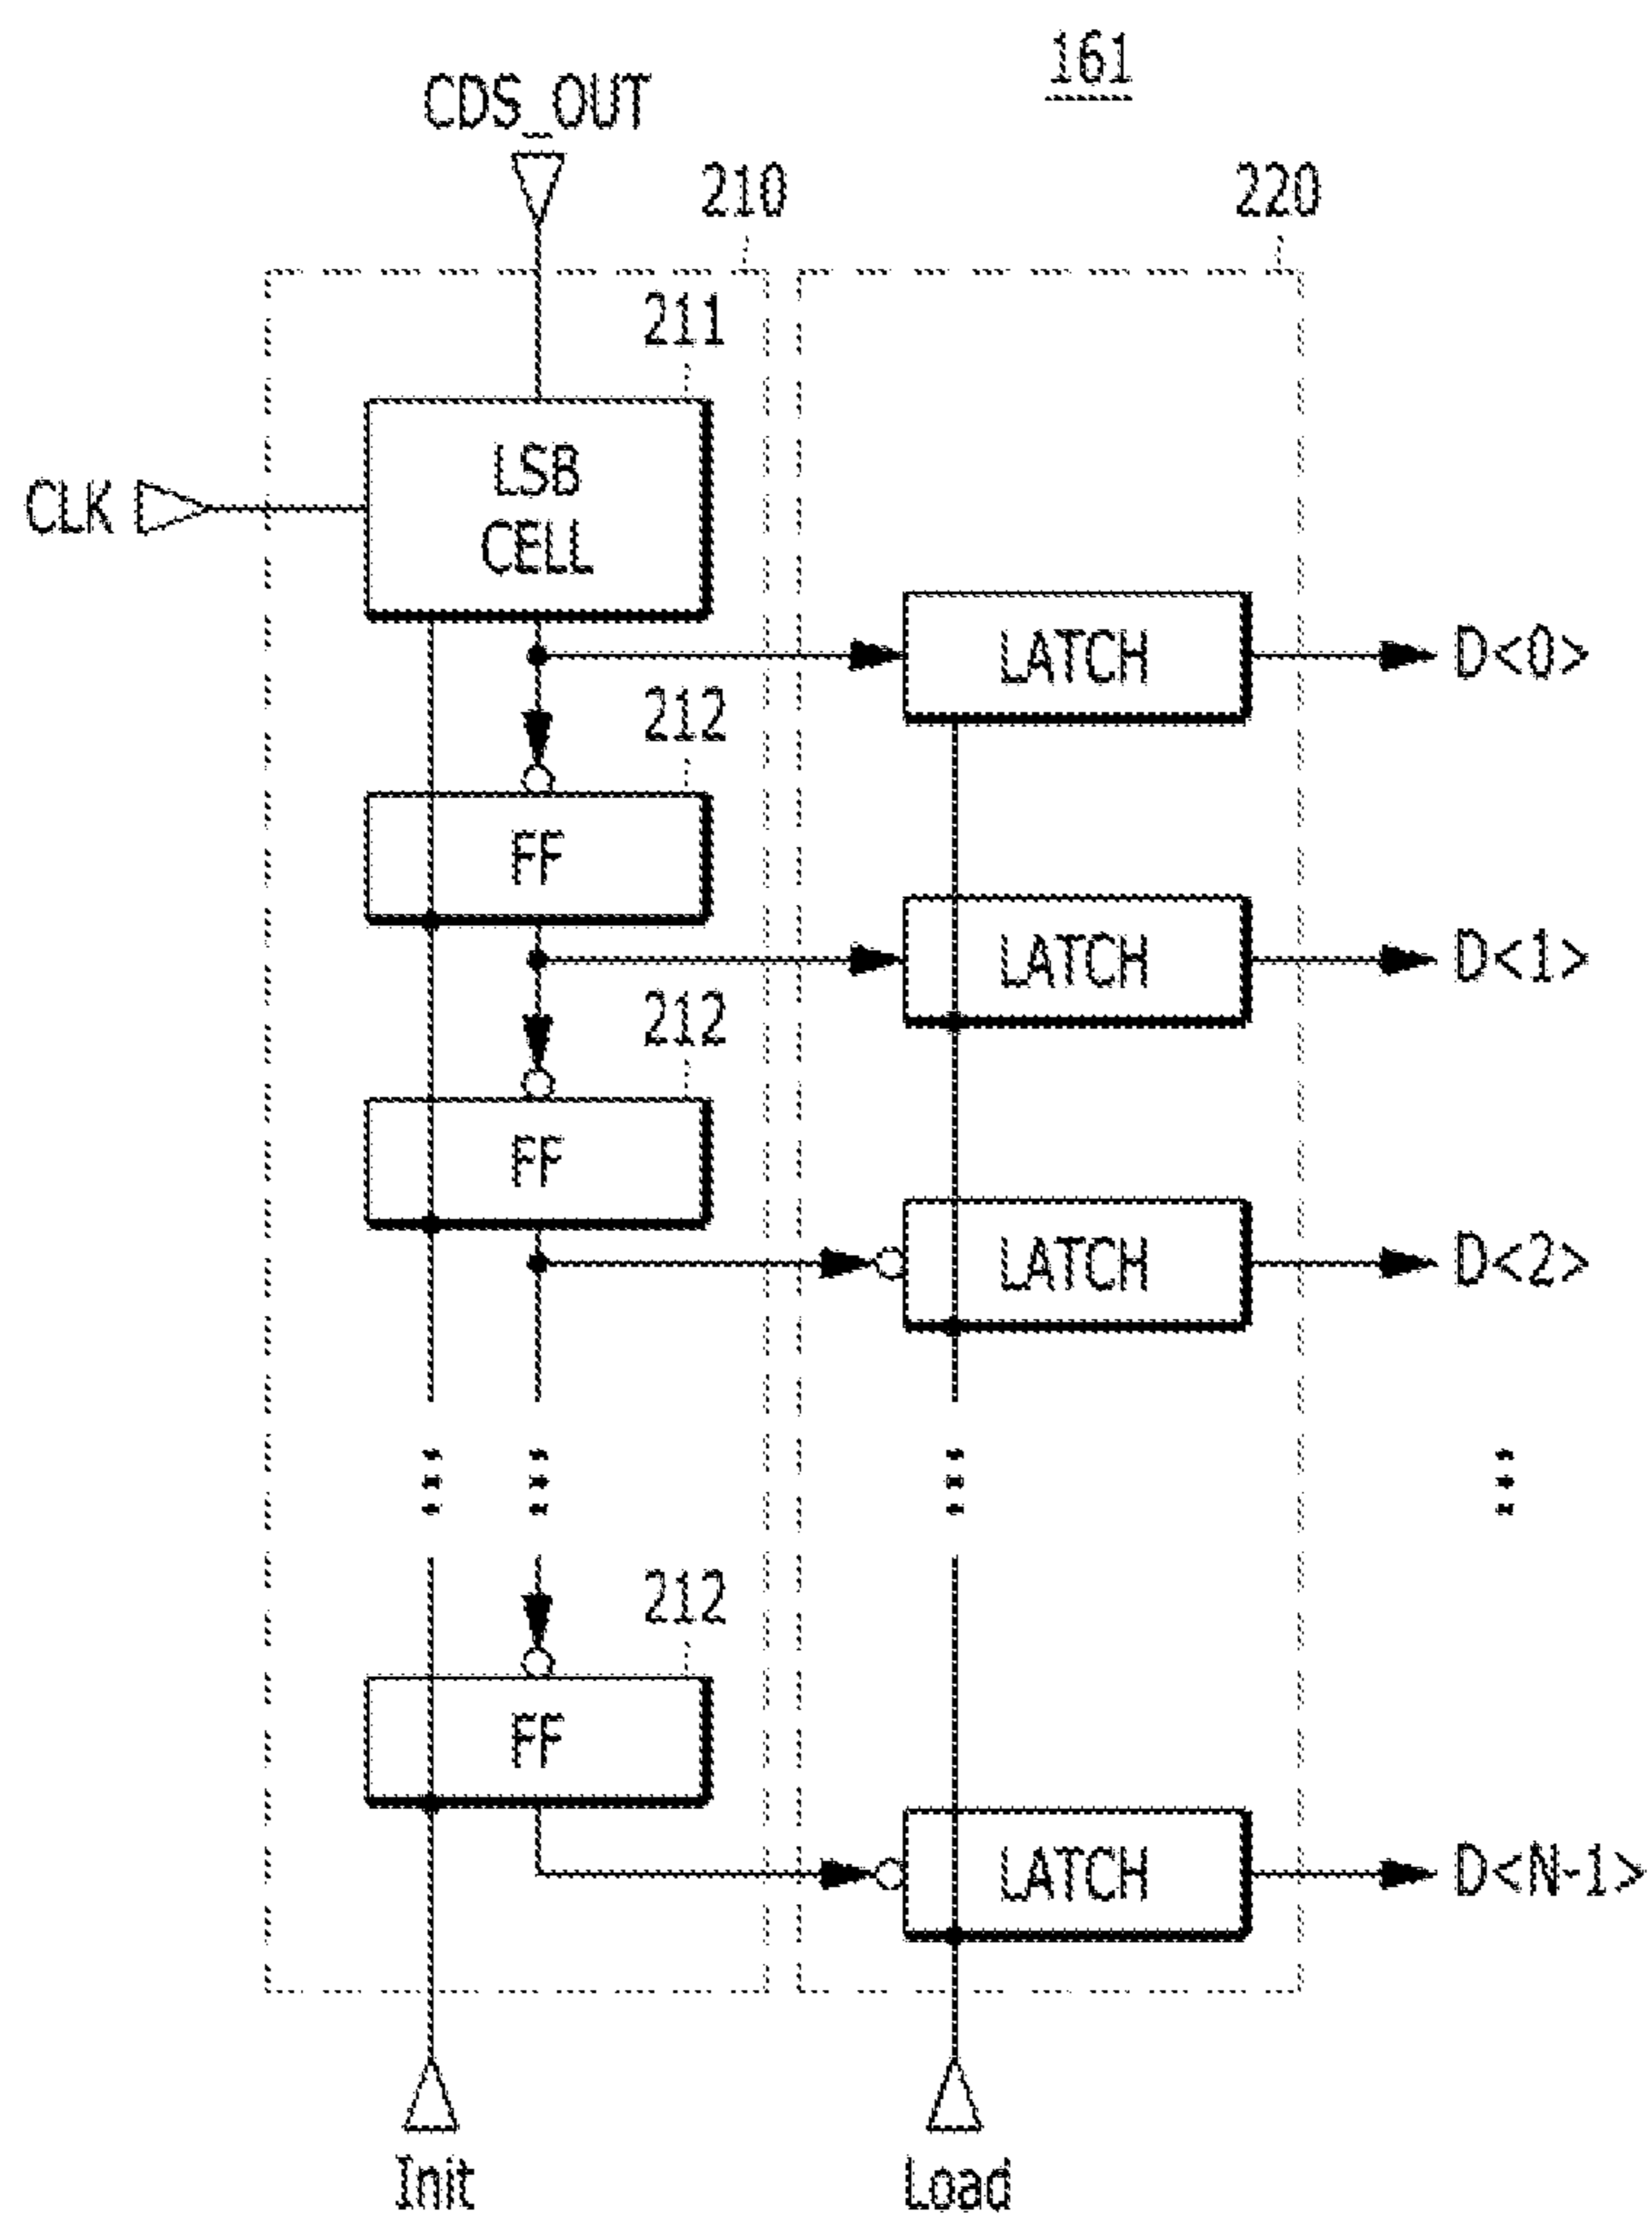 161
CDS_OUT
210
220
211
LSB
CELL
CLK
LATCH
D<0>
212
FF
LATCH
D<1>
212
FF
LATCH
D<2>
212
FF
LATCH
D<N-1>
Init
Load